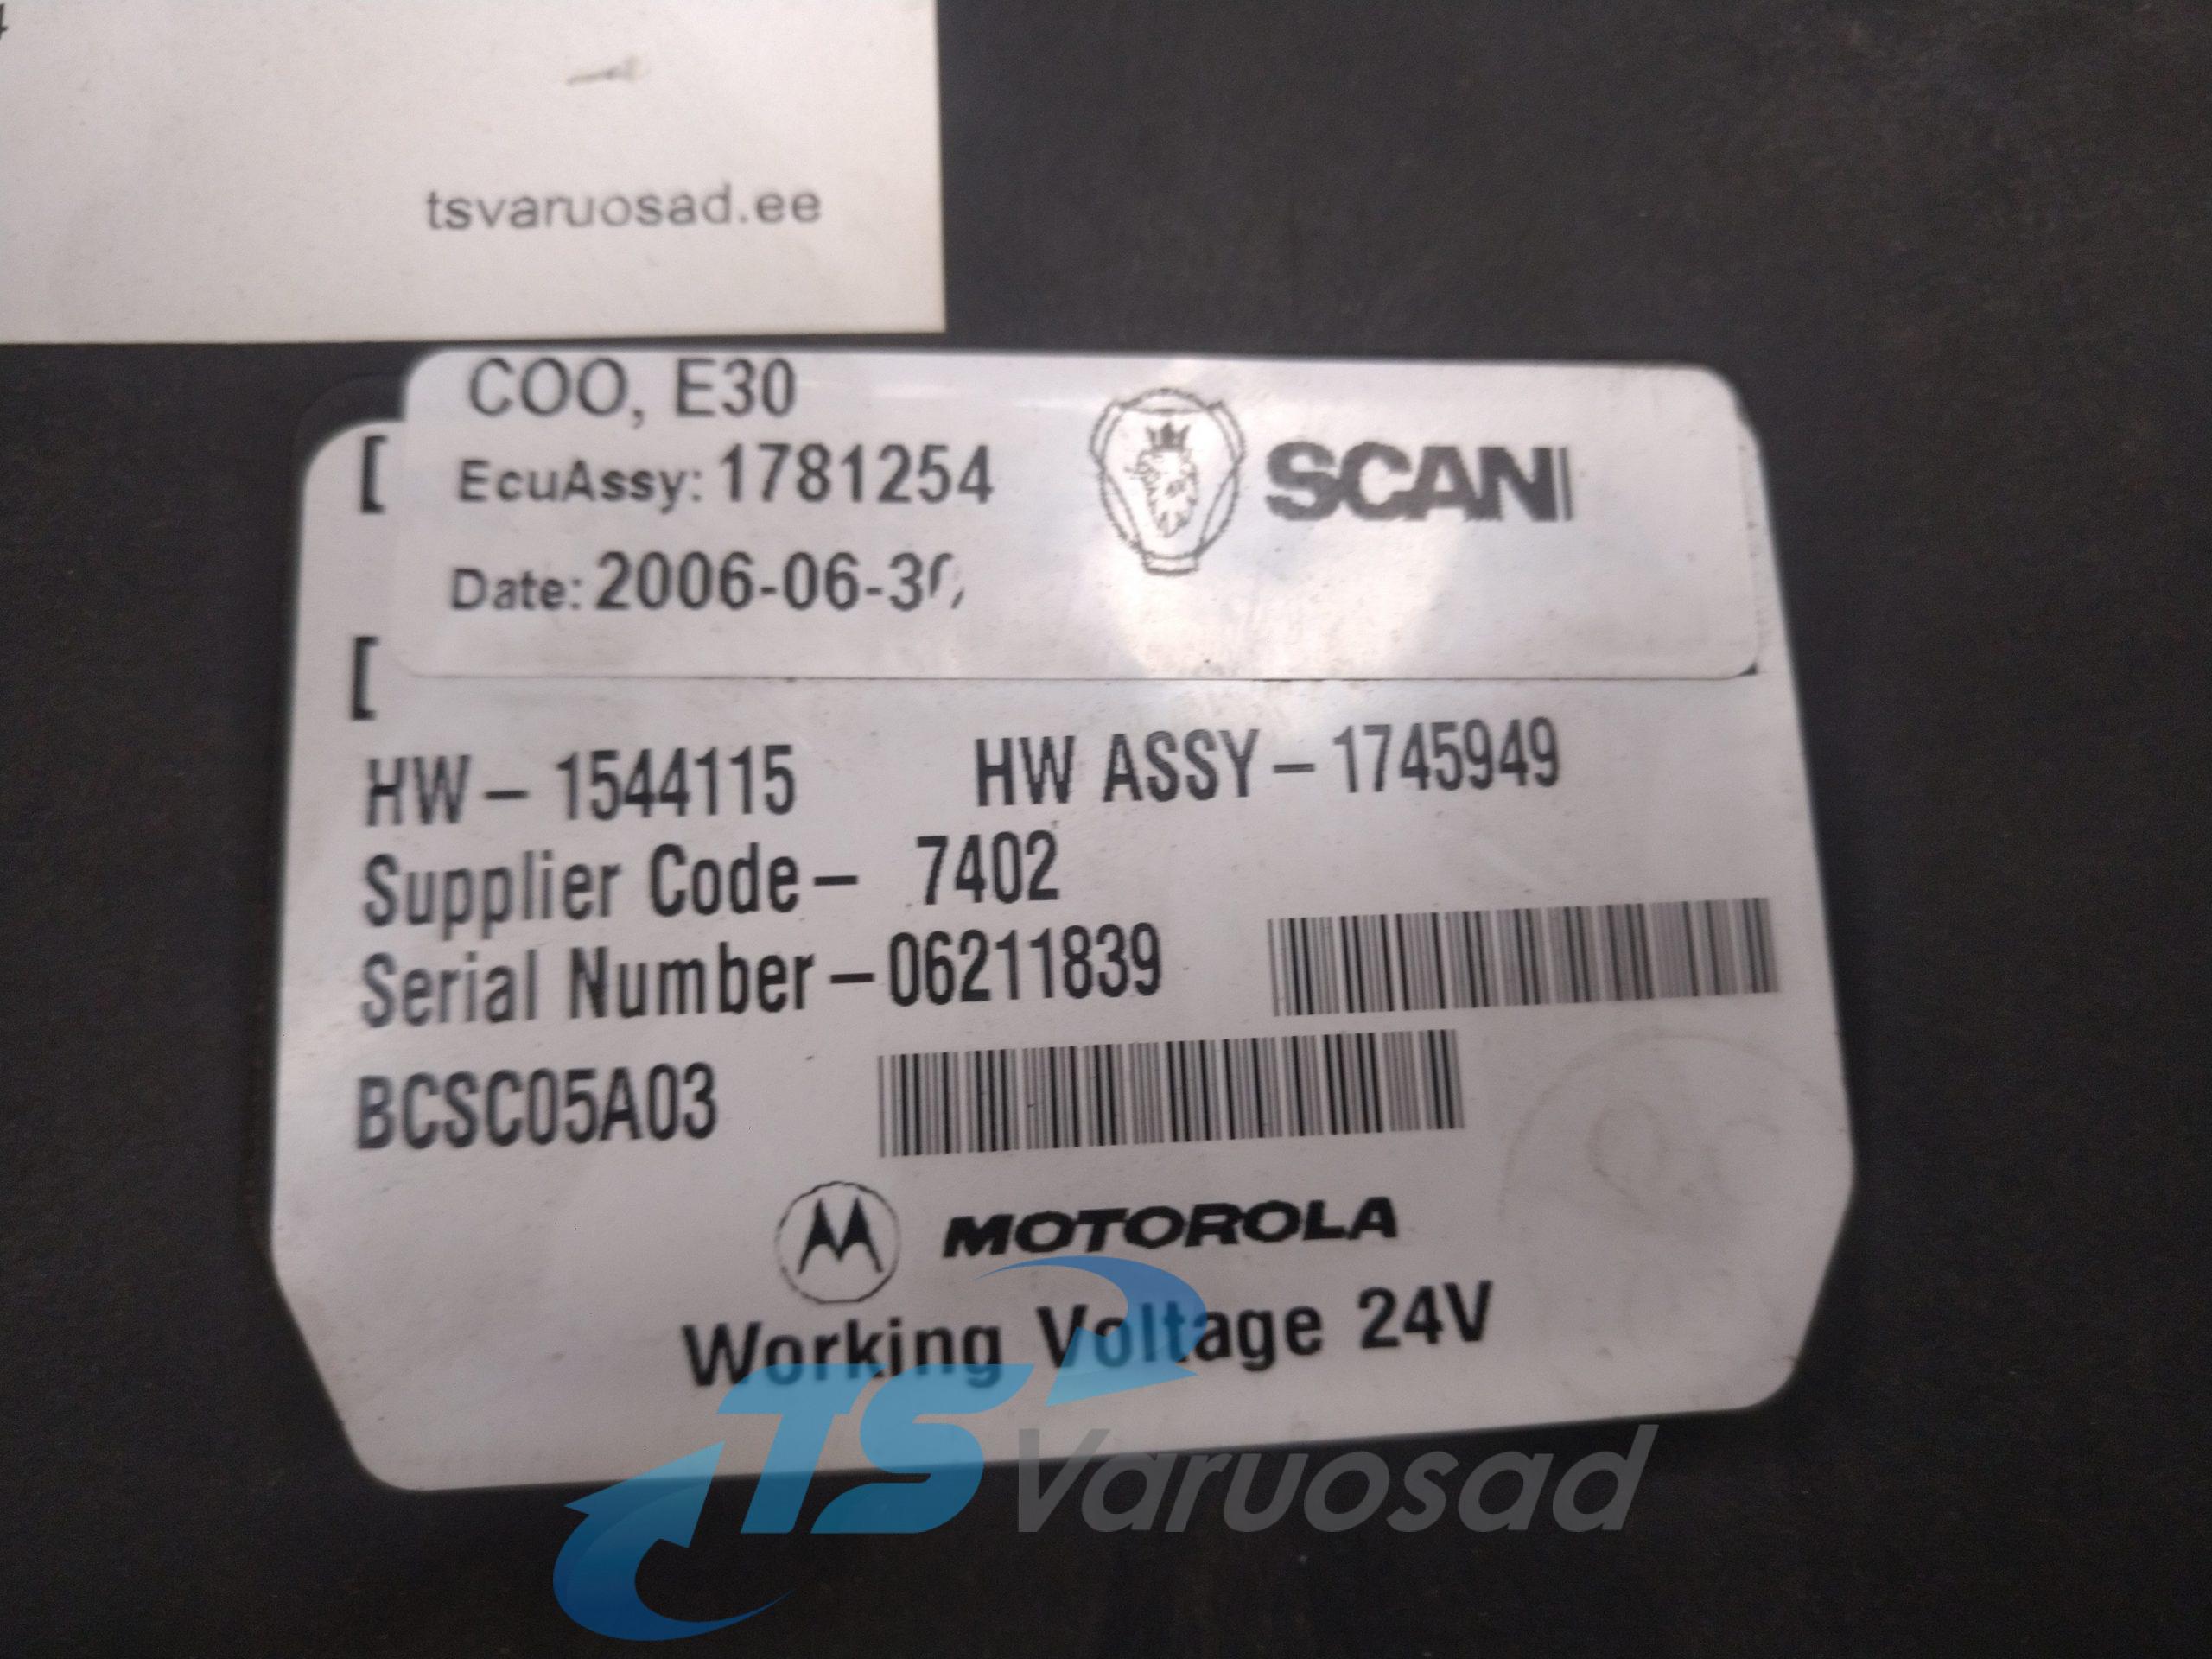 tsvaruosad.ee
COO, E30
EcuAssy: 1781254
SCANI
Date: 2006-06-30
[
[
HW - 1544115 HW ASSY - 1745949
Supplier Code - 7402
Serial Number - 06211839
BCSC05A03
MOTOROLA
Working Voltage 24V
TS Varuosad